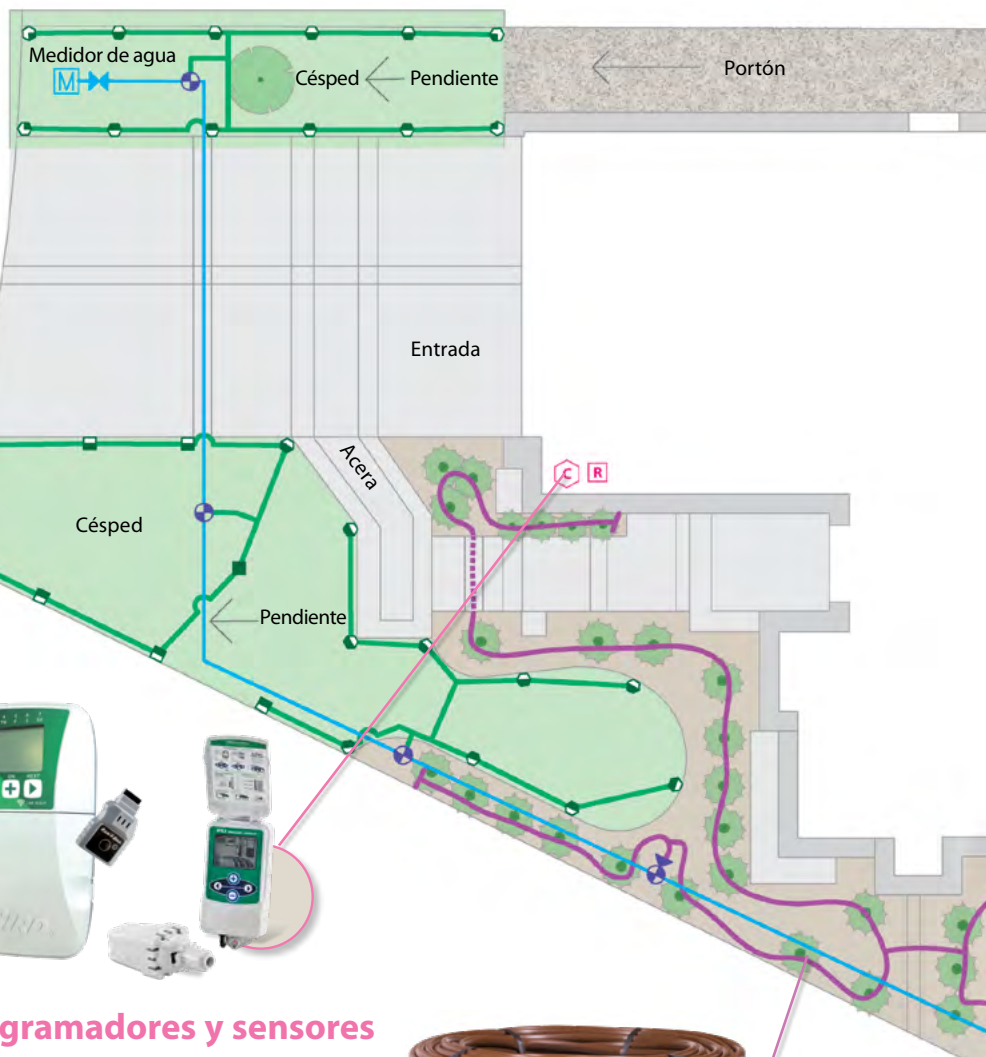 Medidor de agua
M
Césped
Pendiente
Portón
Entrada
Acera
C
R
Césped
Pendiente
gramadores y sensores